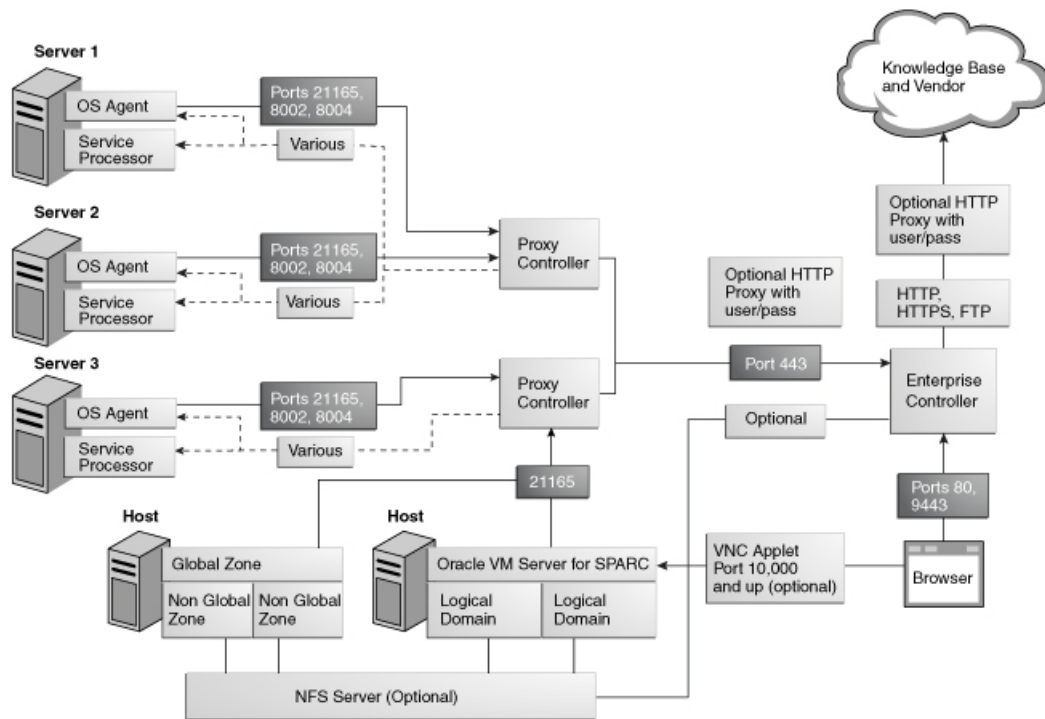 Server 1
OS Agent
Service
Processor
Ports 21165,
8002, 8004
Various
Server 2
OS Agent
Service
Processor
Ports 21165,
8002, 8004
Various
Server 3
OS Agent
Service
Processor
Ports 21165,
8002, 8004
Various
Proxy
Controller
Proxy
Controller
21165
Knowledge Base
and Vendor
Optional HTTP
Proxy with
user/pass
HTTP,
HTTPS, FTP
Optional HTTP
Proxy with
user/pass
Port 443
Enterprise
Controller
Optional
Ports 80,
9443
Browser
VNC Applet
Port 10,000
and up (optional)
Host
Global Zone
Non Global
Zone
Non Global
Zone
Host
Oracle VM Server for SPARC
Logical
Domain
Logical
Domain
NFS Server (Optional)